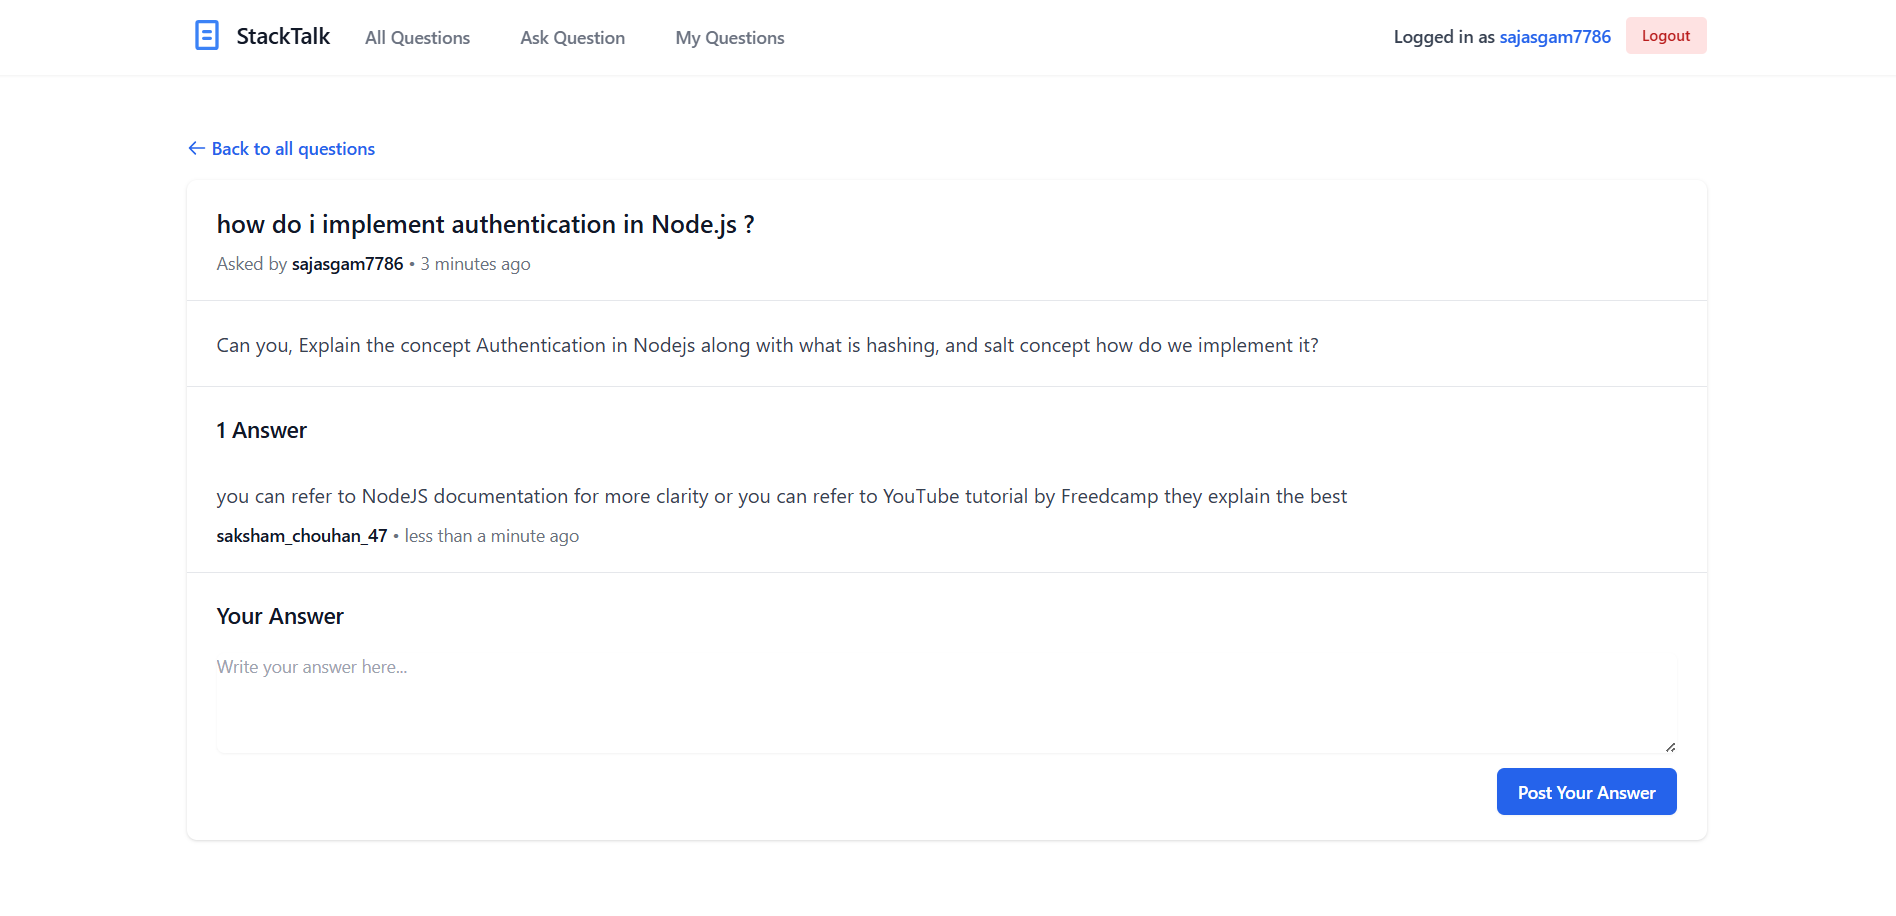 StackTalk All Questions Ask Question My Questions Logged in as sajasgam7786 Logout
← Back to all questions
how do i implement authentication in Node.js ?
Asked by sajasgam7786 • 3 minutes ago
Can you, Explain the concept Authentication in Nodejs along with what is hashing, and salt concept how do we implement it?
1 Answer
you can refer to NodeJS documentation for more clarity or you can refer to YouTube tutorial by Freedcamp they explain the best
saksham_chouhan_47 • less than a minute ago
Your Answer
Write your answer here...
Post Your Answer